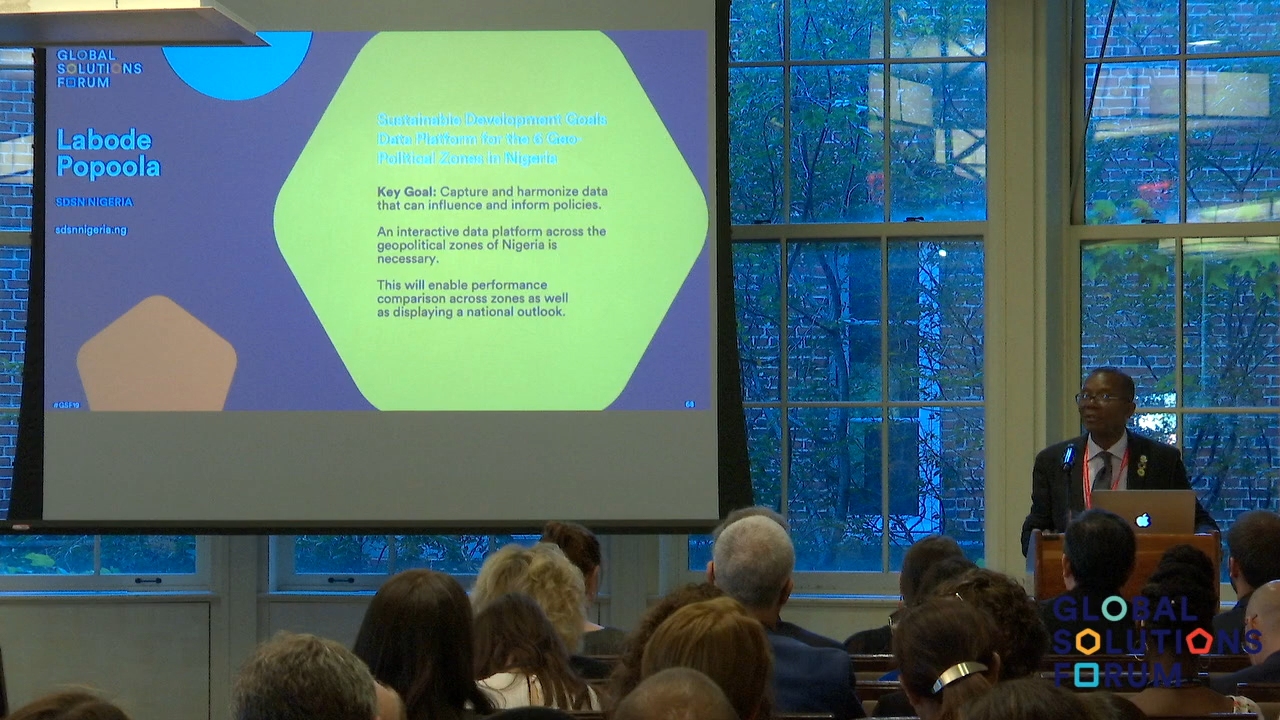 GLOBAL
SOLUTIONS
FORUM
Labode
Popoola
SDSN NIGERIA
sdsnnigeria.ng
#GSF19
Sustainable Development Goals
Data Platform for the 6 Geo-
Political Zones in Nigeria
Key Goal: Capture and harmonize data
that can influence and inform policies.
An interactive data platform across the
geopolitical zones of Nigeria is
necessary.
This will enable performance
comparison across zones as well
as displaying a national outlook.
68
GLOBAL
SOLUTIONS
FORUM